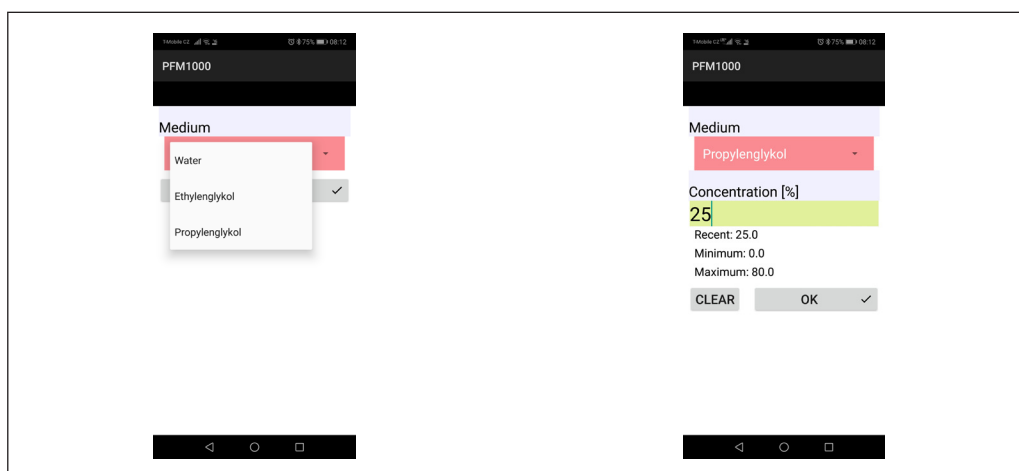 T-Mobile CZ 75% 08:12
PFM1000
Medium
Water
Ethylenglykol
Propylenglykol
T-Mobile CZ 75% 08:12
PFM1000
Medium
Propylenglykol
Concentration [%]
25
Recent: 25.0
Minimum: 0.0
Maximum: 80.0
CLEAR OK